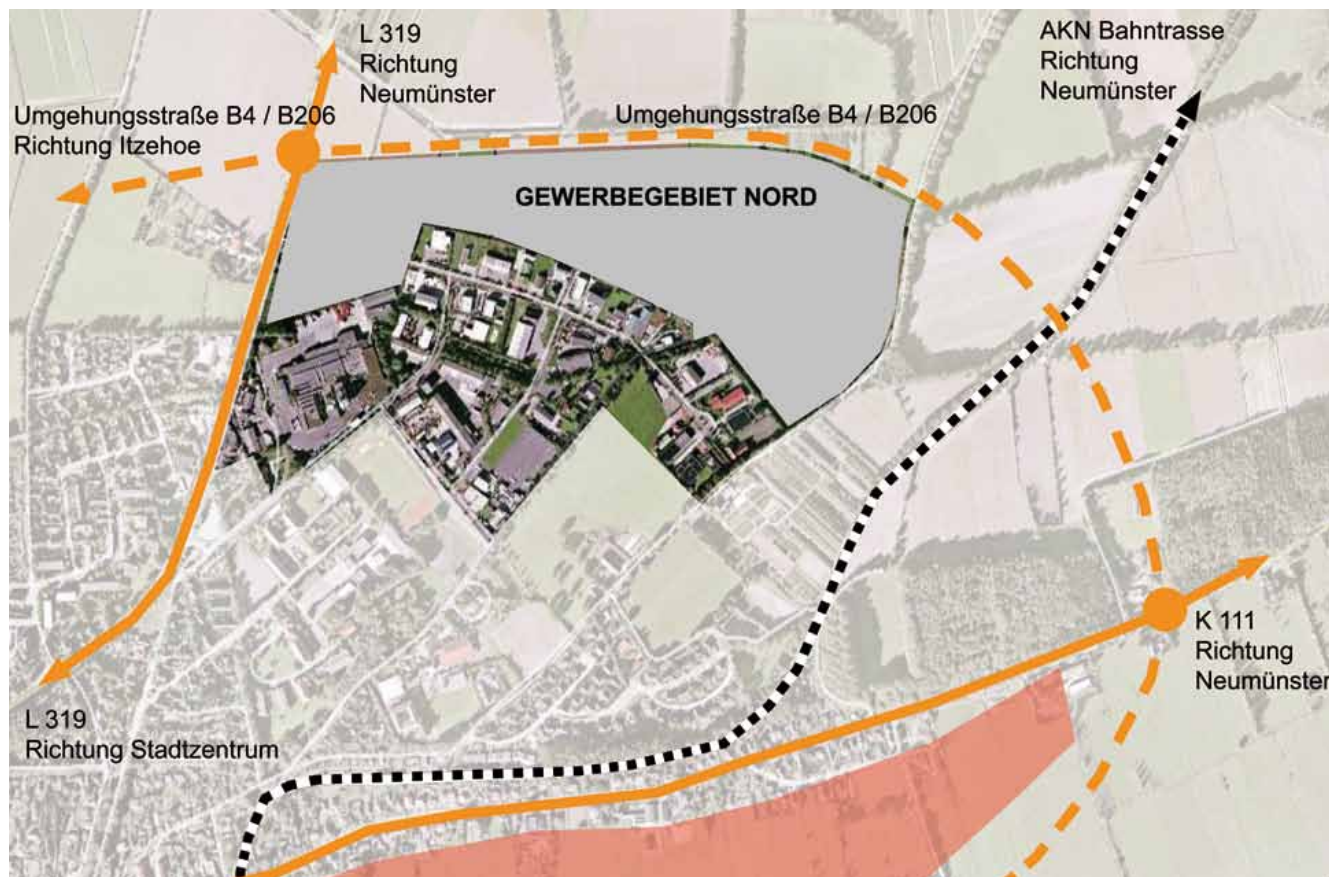 L 319
Richtung
Neumünster
AKN Bahntrasse
Richtung
Neumünster
Umgehungsstraße B4 / B206
Richtung Itzehoe
Umgehungsstraße B4 / B206
GEWERBEGEBIET NORD
K 111
Richtung
Neumünster
L 319
Richtung Stadtzentrum